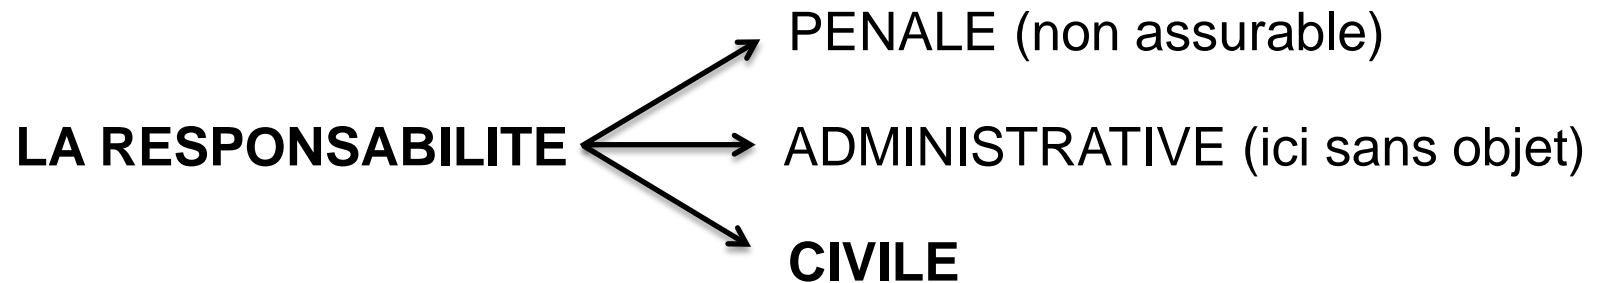 PENALE (non assurable)
LA RESPONSABILITE
ADMINISTRATIVE (ici sans objet)
CIVILE